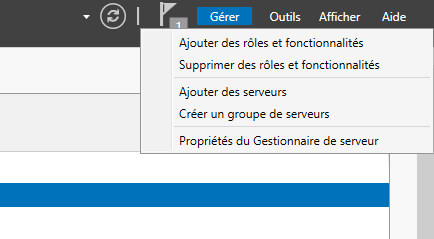 1 Gérer Outils Afficher Aide
Ajouter des rôles et fonctionnalités
Supprimer des rôles et fonctionnalités
Ajouter des serveurs
Créer un groupe de serveurs
Propriétés du Gestionnaire de serveur